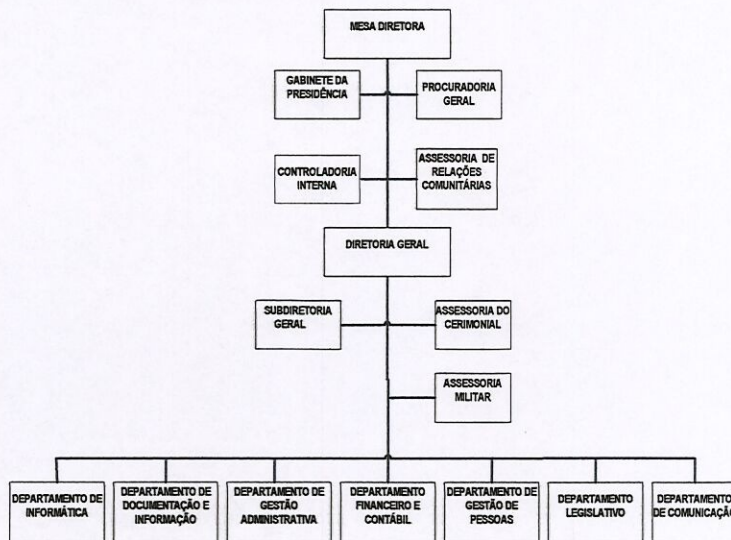 MESA DIRETORA
GABINETE DA
PRESIDÊNCIA
PROCURADORIA
GERAL
CONTROLADORIA
INTERNA
ASSESSORIA DE
RELAÇÕES
COMUNITÁRIAS
DIRETORIA GERAL
SUBDIRETORIA
GERAL
ASSESSORIA DO
CERIMONIAL
ASSESSORIA
MILITAR
DEPARTAMENTO DE
INFORMÁTICA
DEPARTAMENTO DE
DOCUMENTAÇÃO E
INFORMAÇÃO
DEPARTAMENTO DE
GESTÃO
ADMINISTRATIVA
DEPARTAMENTO
FINANCEIRO E
CONTÁBIL
DEPARTAMENTO DE
GESTÃO DE
PESSOAS
DEPARTAMENTO
LEGISLATIVO
DEPARTAMENTO
DE COMUNICAÇÃO